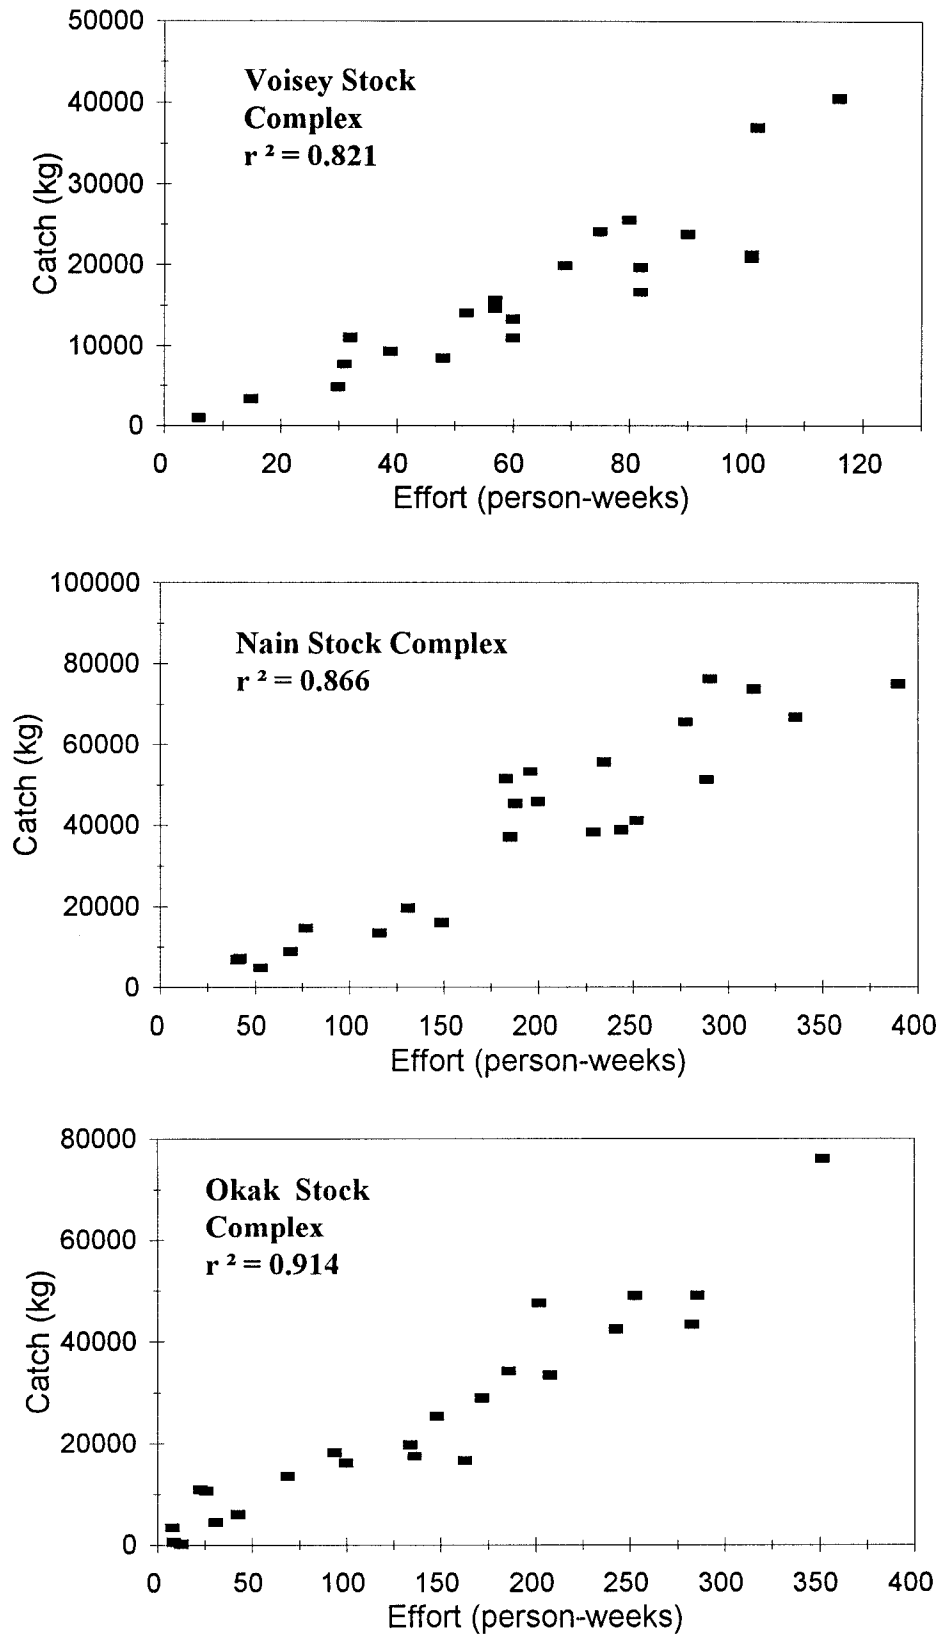 50000
40000
30000
20000
10000
0
Catch (kg)
Voisey Stock
Complex
r ² = 0.821
0 20 40 60 80 100 120
Effort (person-weeks)
100000
80000
60000
40000
20000
0
Catch (kg)
Nain Stock Complex
r ² = 0.866
0 50 100 150 200 250 300 350 400
Effort (person-weeks)
80000
60000
40000
20000
0
Catch (kg)
Okak Stock
Complex
r ² = 0.914
0 50 100 150 200 250 300 350 400
Effort (person-weeks)